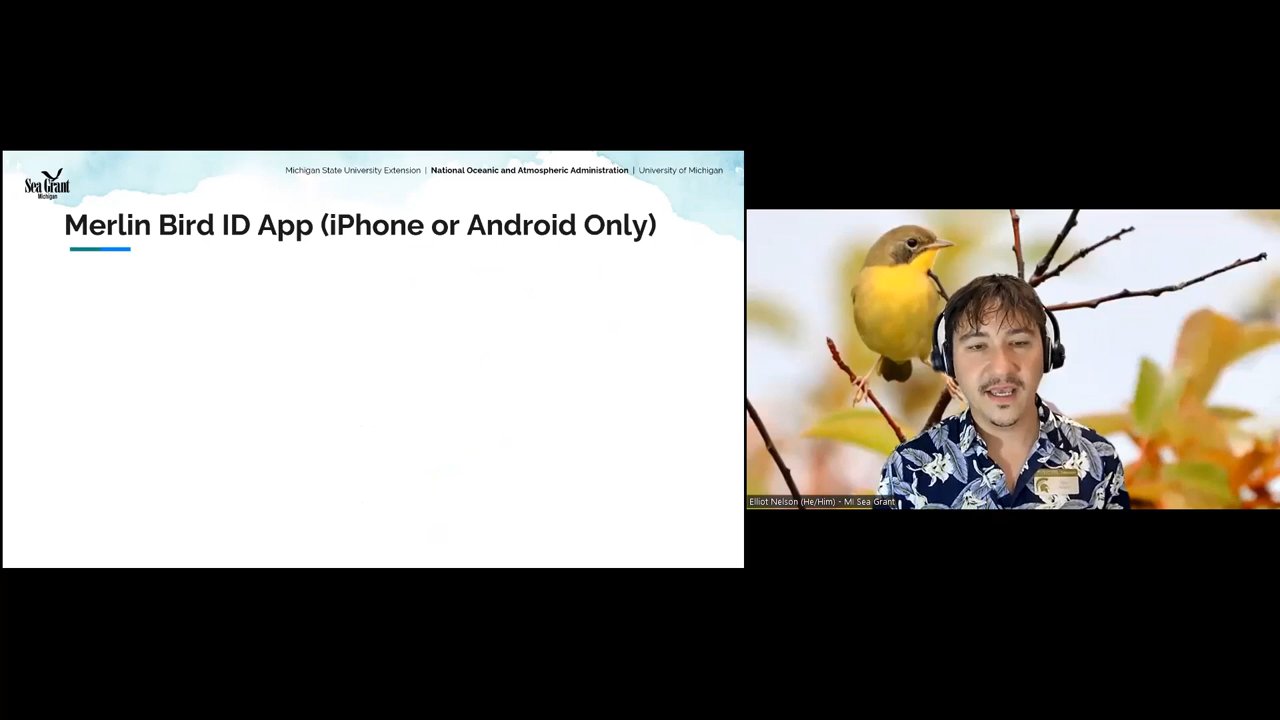 Michigan State University Extension | National Oceanic and Atmospheric Administration | University of Michigan
Sea Grant
Michigan
Merlin Bird ID App (iPhone or Android Only)
Elliot Nelson (He/Him) - MI Sea Grant